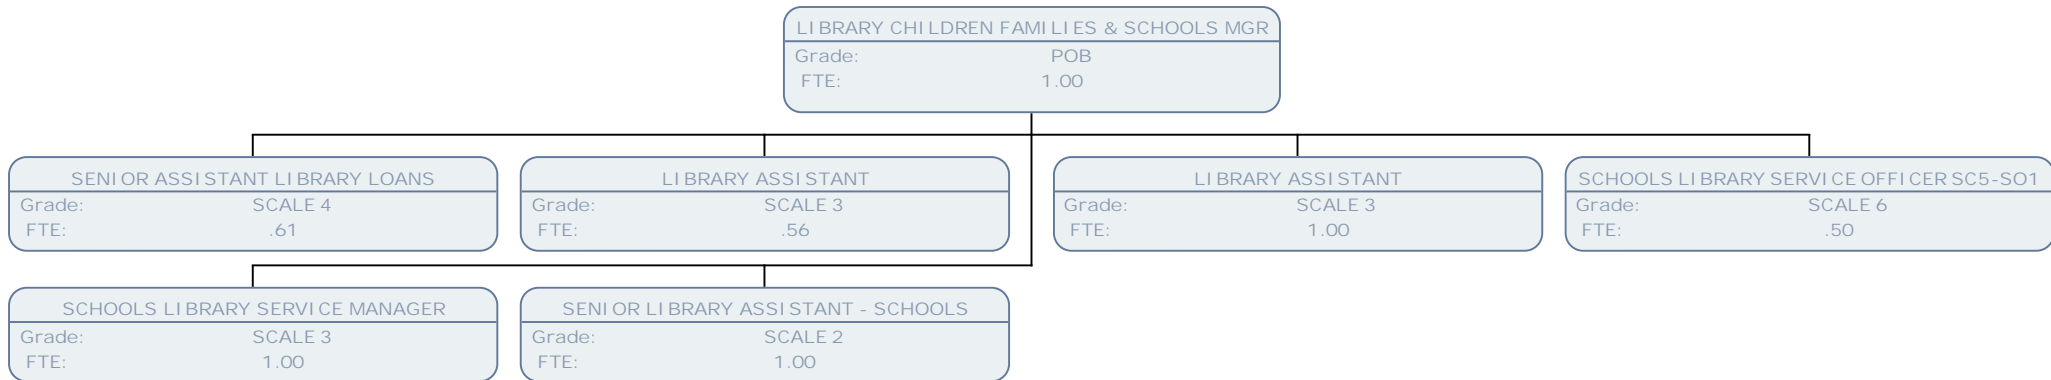 LIBRARY CHILDREN FAMILIES & SCHOOLS MGR
Grade: POB
FTE: 1.00
SENIOR ASSISTANT LIBRARY LOANS
Grade: SCALE 4
FTE: .61
LIBRARY ASSISTANT
Grade: SCALE 3
FTE: .56
LIBRARY ASSISTANT
Grade: SCALE 3
FTE: 1.00
SCHOOLS LIBRARY SERVICE OFFICER SC5-SO1
Grade: SCALE 6
FTE: .50
SCHOOLS LIBRARY SERVICE MANAGER
Grade: SCALE 3
FTE: 1.00
SENIOR LIBRARY ASSISTANT - SCHOOLS
Grade: SCALE 2
FTE: 1.00